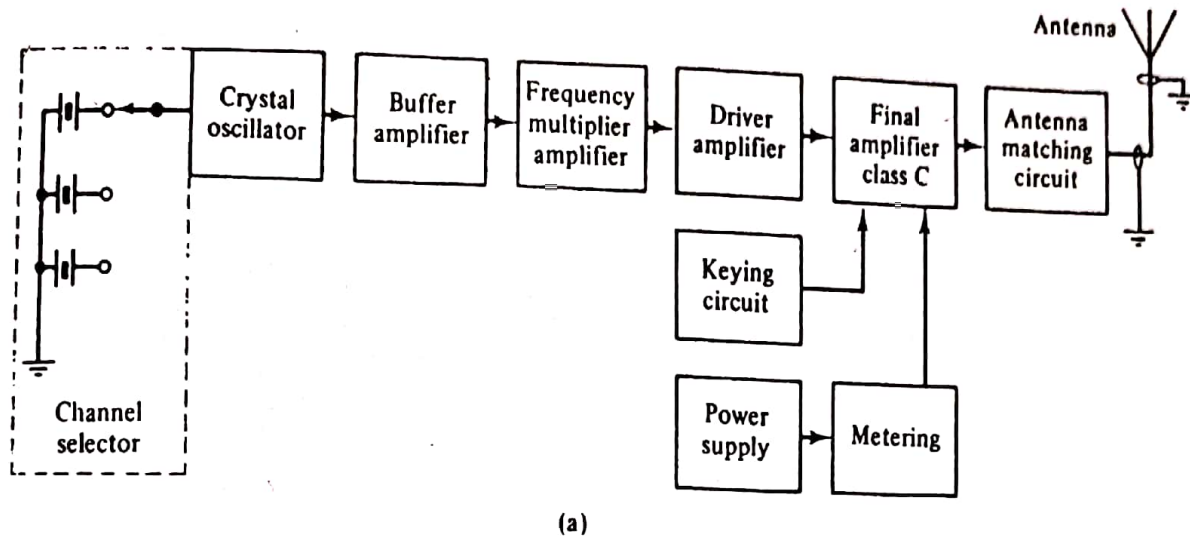 Antenna
Crystal
oscillator
Buffer
amplifier
Frequency
multiplier
amplifier
Driver
amplifier
Final
amplifier
class C
Antenna
matching
circuit
Keying
circuit
Channel
selector
Power
supply
Metering
(a)